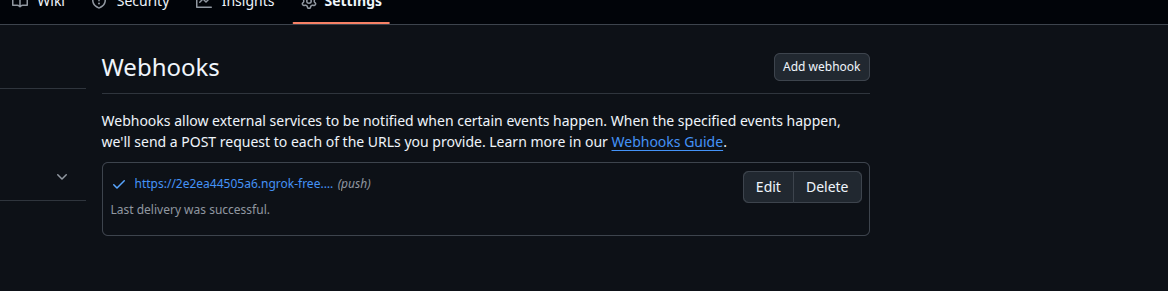 Wiki
Security
Insights
Settings
Webhooks
Add webhook
Webhooks allow external services to be notified when certain events happen. When the specified events happen,
we'll send a POST request to each of the URLs you provide. Learn more in our Webhooks Guide.
https://2e2ea44505a6.ngrok-free.... (push)
Edit
Delete
Last delivery was successful.